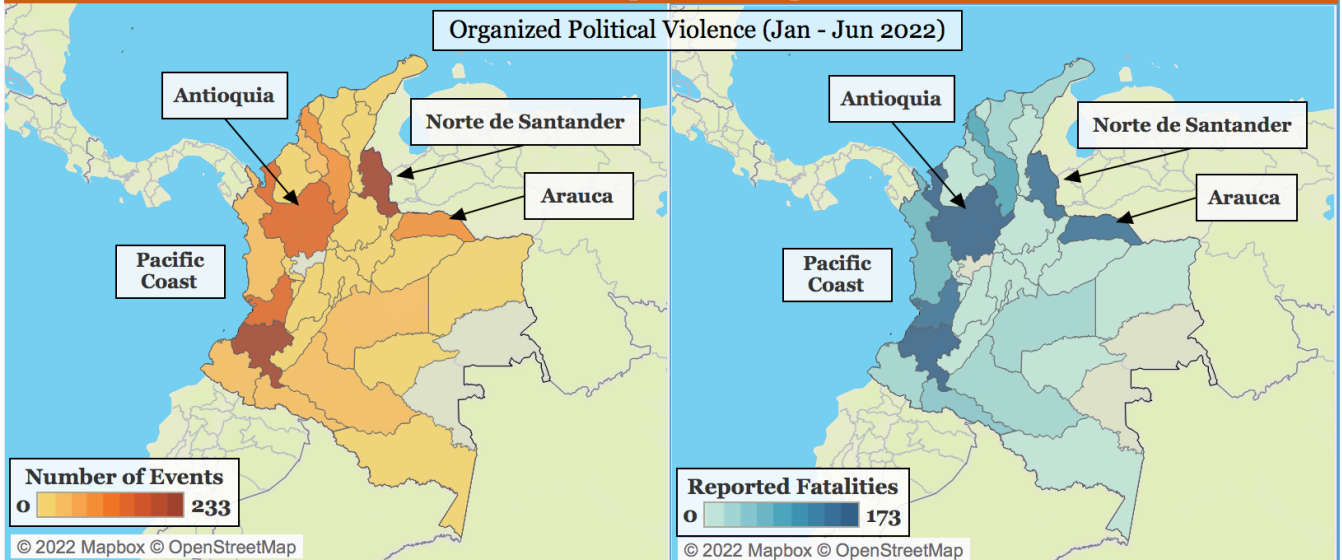 Organized Political Violence (Jan - Jun 2022)
Antioquia
Norte de Santander
Arauca
Pacific
Coast
Number of Events
0 233
© 2022 Mapbox © OpenStreetMap
Antioquia
Norte de Santander
Arauca
Pacific
Coast
Reported Fatalities
0 173
© 2022 Mapbox © OpenStreetMap